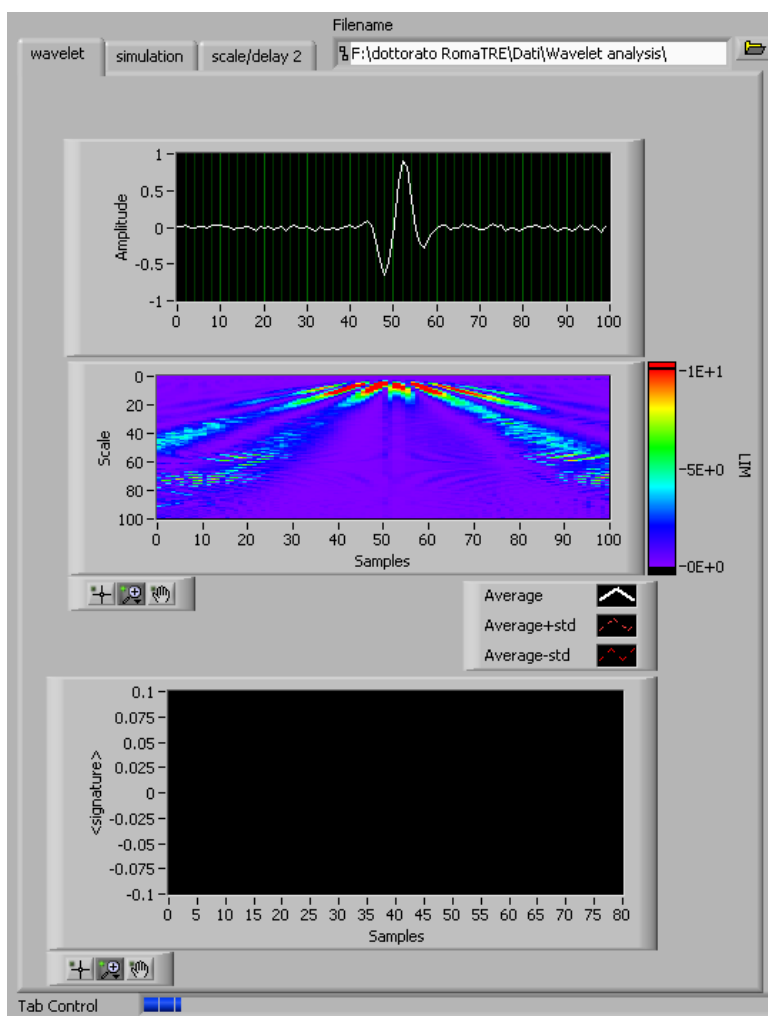 Filename
wavelet simulation scale/delay 2 F:\dottorato RomaTRE\Dati\Wavelet analysis\
Amplitude
1
0.5
0
-0.5
-1
0 10 20 30 40 50 60 70 80 90 100
Scale
0
20
40
60
80
100
0 10 20 30 40 50 60 70 80 90 100
Samples
-1E+1
-5E+0
-0E+0
LIM
Average
Average+std
Average-std
<signature>
0.1
0.075
0.05
0.025
0
-0.025
-0.05
-0.075
-0.1
0 5 10 15 20 25 30 35 40 45 50 55 60 65 70 75 80
Samples
Tab Control